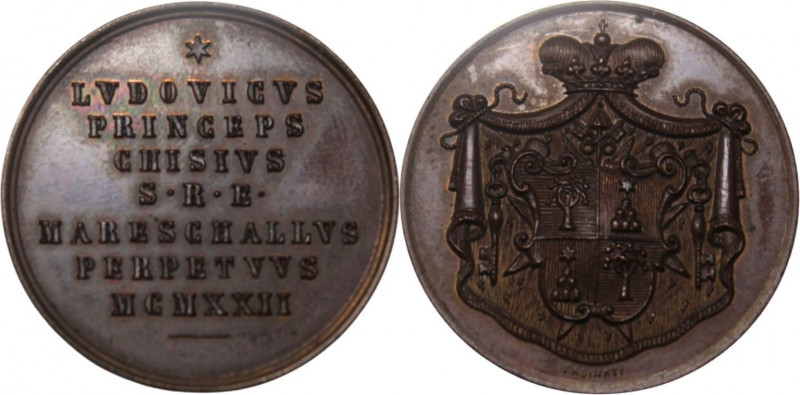 LVDOVICVS
PRINCEPS
CHISIVS
S·R·E·
MARESCHALLVS
PERPETVVS
MCMXXII